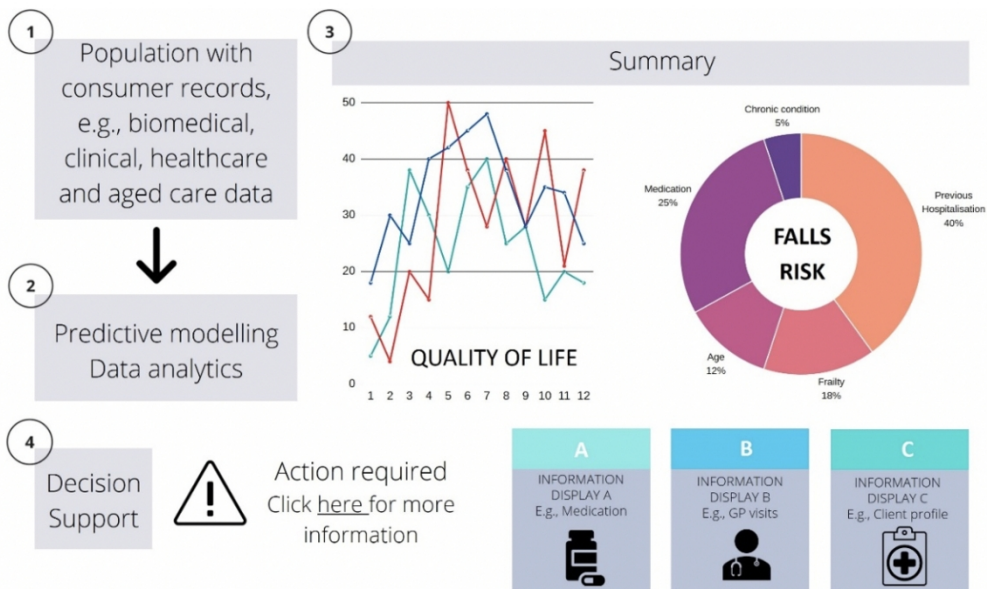 1
Population with
consumer records,
e.g., biomedical,
clinical, healthcare
and aged care data
2
Predictive modelling
Data analytics
3
Summary
50
40
30
20
10
0
1 2 3 4 5 6 7 8 9 10 11 12
QUALITY OF LIFE
Chronic condition
5%
Medication
25%
Previous
Hospitalisation
40%
FALLS
RISK
Age
12%
Frailty
18%
4
Decision
Support
!
Action required
Click here for more
information
A
INFORMATION
DISPLAY A
E.g., Medication
B
INFORMATION
DISPLAY B
E.g., GP visits
C
INFORMATION
DISPLAY C
E.g., Client profile